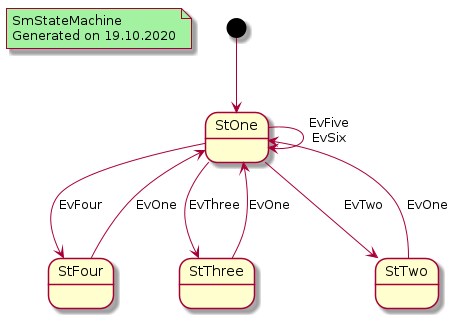 SmStateMachine
Generated on 19.10.2020
StOne
EvFive
EvSix
EvFour
EvOne
EvThree
EvOne
EvTwo
EvOne
StFour
StThree
StTwo